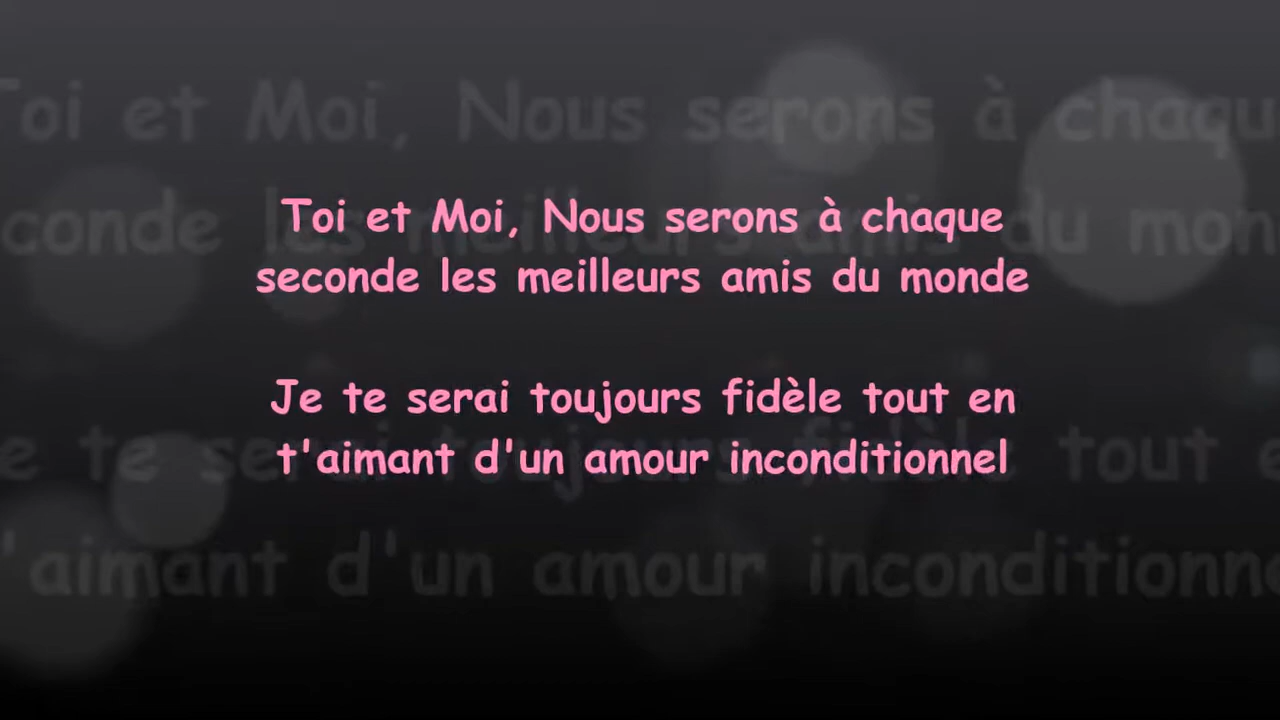 Toi et Moi, Nous serons à chaque
seconde les meilleurs amis du monde
Je te serai toujours fidèle tout en
t'aimant d'un amour inconditionnel